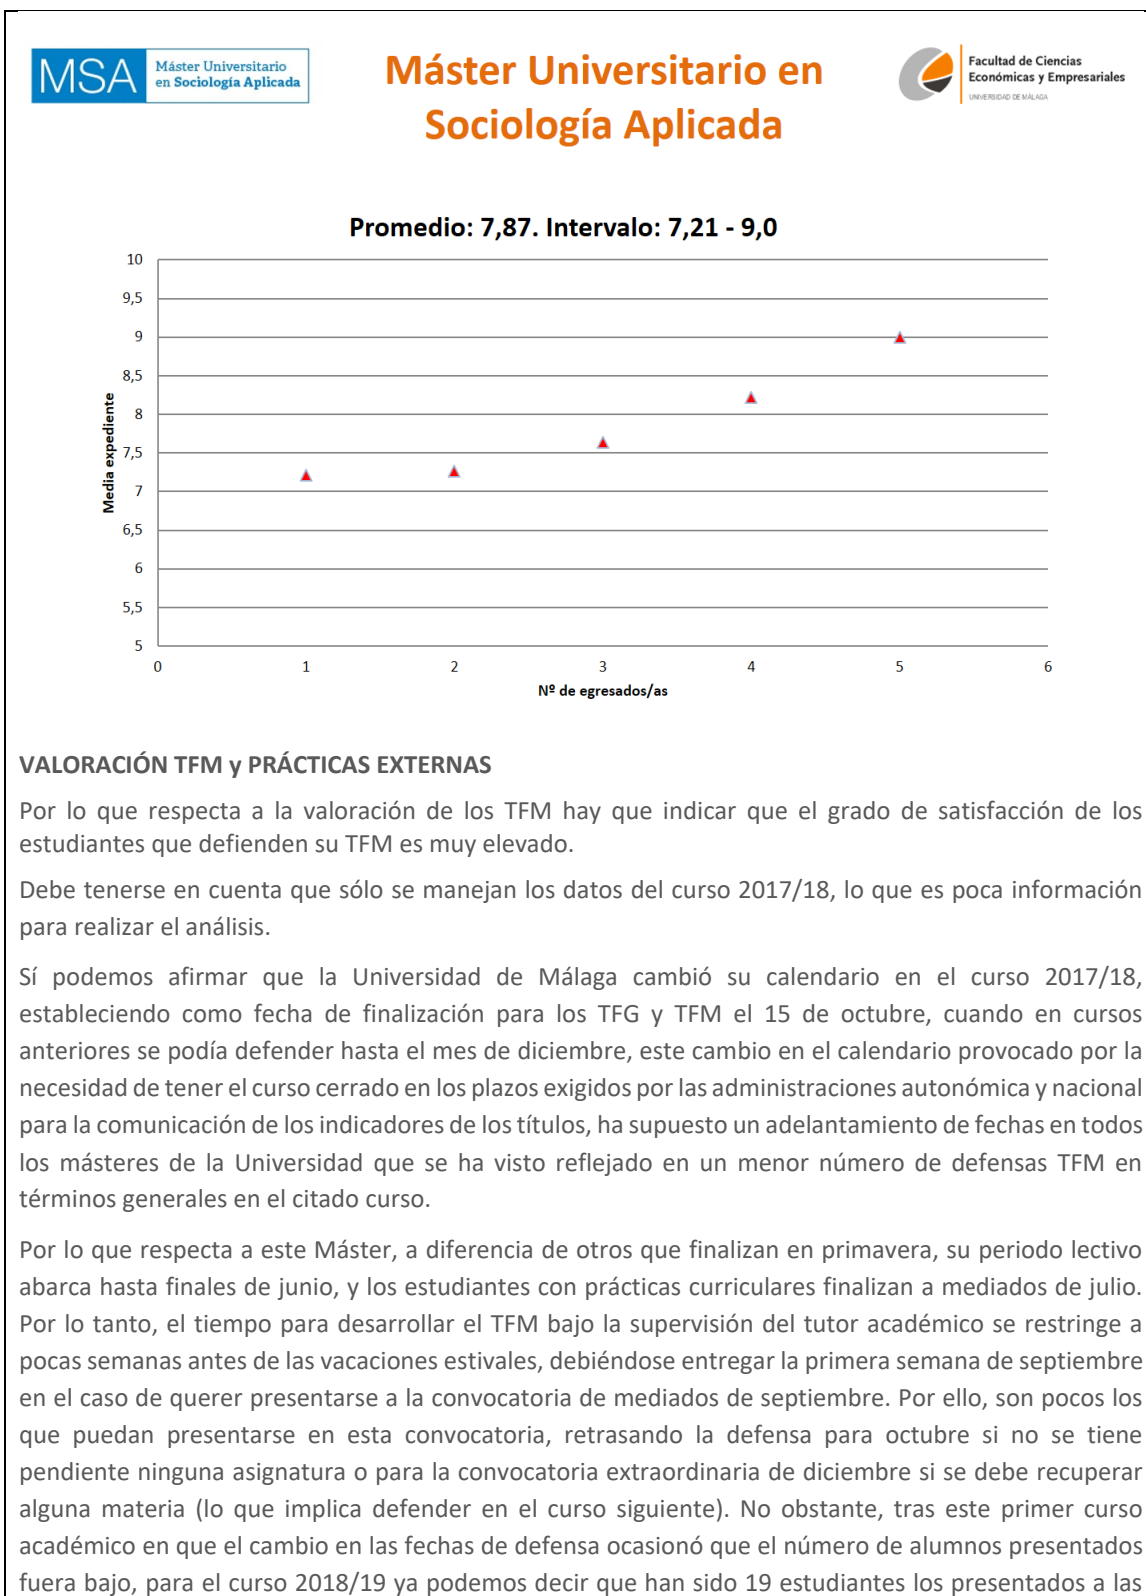 MSA
Máster Universitario
en Sociología Aplicada
Máster Universitario en
Sociología Aplicada
Facultad de Ciencias
Económicas y Empresariales
UNIVERSIDAD DE MÁLAGA
Promedio: 7,87. Intervalo: 7,21 - 9,0
10
9,5
9
8,5
8
7,5
7
6,5
6
5,5
5
Media expediente
0 1 2 3 4 5 6
Nº de egresados/as
VALORACIÓN TFM y PRÁCTICAS EXTERNAS
Por lo que respecta a la valoración de los TFM hay que indicar que el grado de satisfacción de los
estudiantes que defienden su TFM es muy elevado.
Debe tenerse en cuenta que sólo se manejan los datos del curso 2017/18, lo que es poca información
para realizar el análisis.
Sí podemos afirmar que la Universidad de Málaga cambió su calendario en el curso 2017/18,
estableciendo como fecha de finalización para los TFG y TFM el 15 de octubre, cuando en cursos
anteriores se podía defender hasta el mes de diciembre, este cambio en el calendario provocado por la
necesidad de tener el curso cerrado en los plazos exigidos por las administraciones autonómica y nacional
para la comunicación de los indicadores de los títulos, ha supuesto un adelantamiento de fechas en todos
los másteres de la Universidad que se ha visto reflejado en un menor número de defensas TFM en
términos generales en el citado curso.
Por lo que respecta a este Máster, a diferencia de otros que finalizan en primavera, su periodo lectivo
abarca hasta finales de junio, y los estudiantes con prácticas curriculares finalizan a mediados de julio.
Por lo tanto, el tiempo para desarrollar el TFM bajo la supervisión del tutor académico se restringe a
pocas semanas antes de las vacaciones estivales, debiéndose entregar la primera semana de septiembre
en el caso de querer presentarse a la convocatoria de mediados de septiembre. Por ello, son pocos los
que puedan presentarse en esta convocatoria, retrasando la defensa para octubre si no se tiene
pendiente ninguna asignatura o para la convocatoria extraordinaria de diciembre si se debe recuperar
alguna materia (lo que implica defender en el curso siguiente). No obstante, tras este primer curso
académico en que el cambio en las fechas de defensa ocasionó que el número de alumnos presentados
fuera bajo, para el curso 2018/19 ya podemos decir que han sido 19 estudiantes los presentados a las